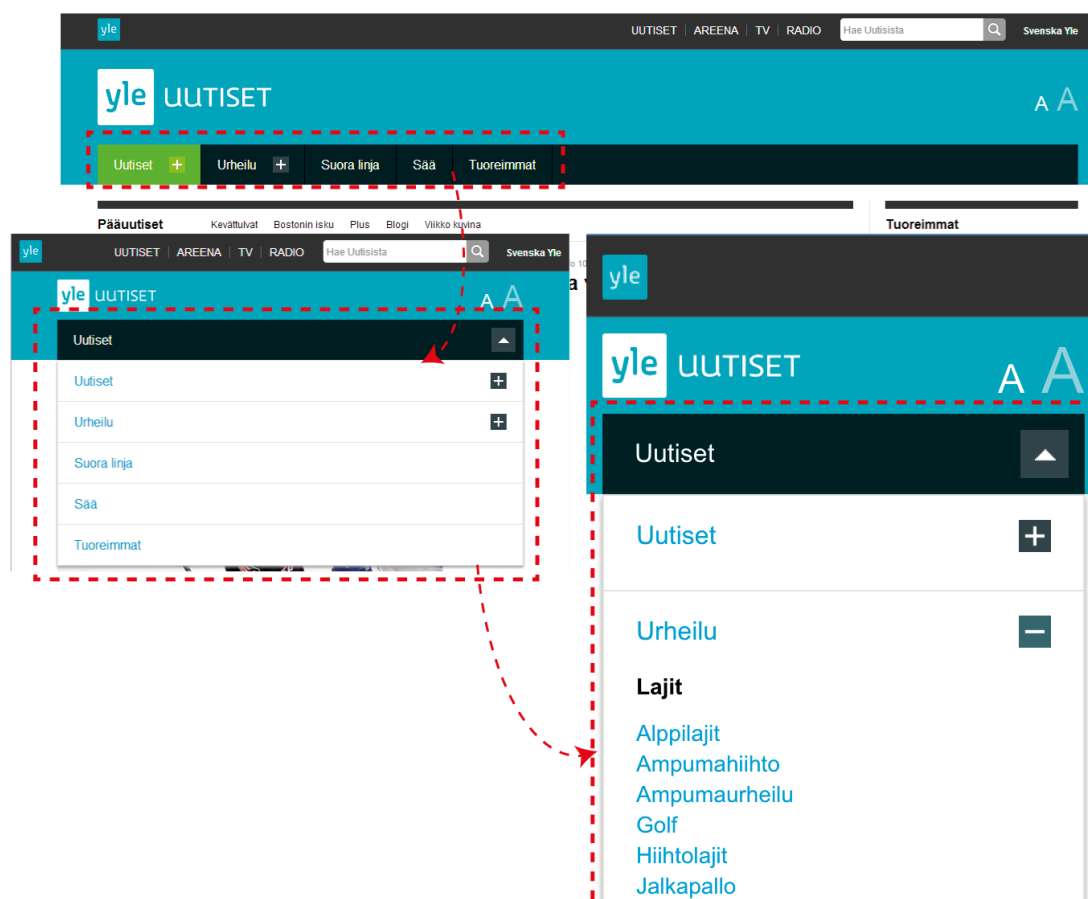 yle UUTISET AREENA TV RADIO Hae Uutisista Svenska Yle
yle UUTISET A A
Uutiset + Urheilu + Suora linja Sää Tuoreimmat
Pääuutiset Kevättulvat Bostonin isku Plus Blogi Viikko kuvina Tuoreimmat
yle UUTISET AREENA TV RADIO Hae Uutisista Svenska Yle
yle UUTISET A A
Uutiset
Uutiset +
Urheilu +
Suora linja
Sää
Tuoreimmat
yle
yle UUTISET A A
Uutiset
Uutiset +
Urheilu −
Lajit
Alppilajit
Ampumahiihto
Ampumaurheilu
Golf
Hiihtolajit
Jalkapallo